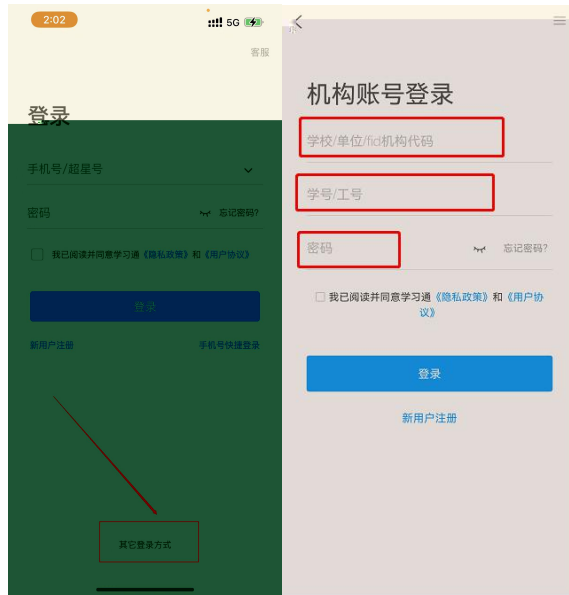 2:02
5G
客服
登录
手机号/超星号
密码
忘记密码?
我已阅读并同意学习通《隐私政策》和《用户协议》
登录
新用户注册
手机号快捷登录
其它登录方式
机构账号登录
学校/单位/fid机构代码
学号/工号
密码
忘记密码?
我已阅读并同意学习通《隐私政策》和《用户协
议》
登录
新用户注册